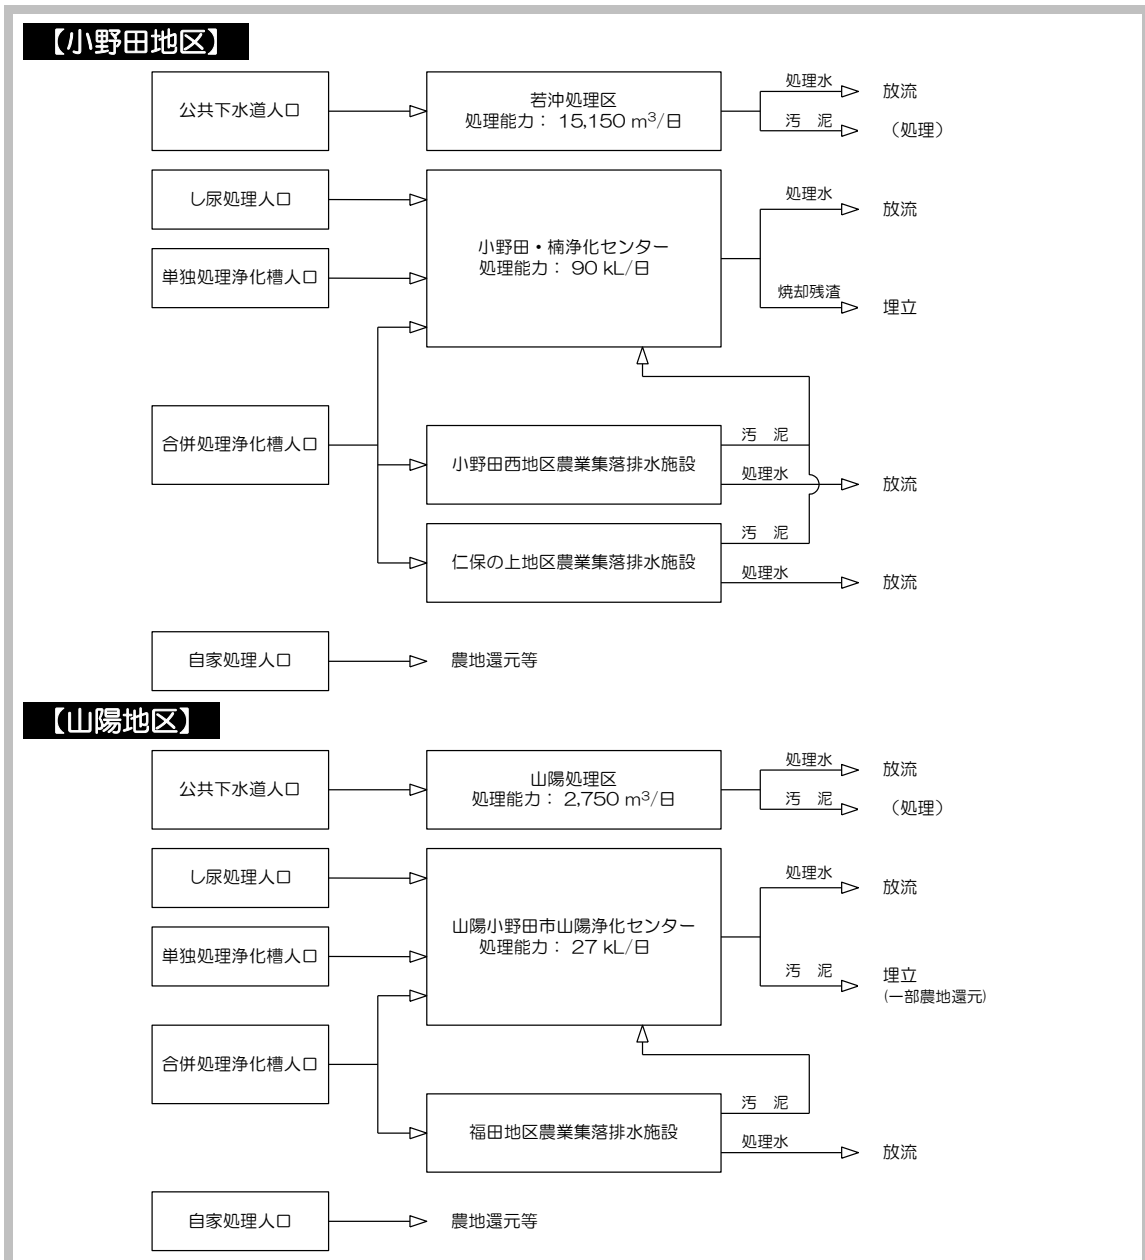 【小野田地区】
公共下水道人口
若沖処理区
処理能力： 15,150 m³/日
処理水
放流
汚　泥
（処理）
し尿処理人口
単独処理浄化槽人口
小野田・楠浄化センター
処理能力： 90 kL/日
処理水
放流
焼却残渣
埋立
合併処理浄化槽人口
小野田西地区農業集落排水施設
汚　泥
処理水
放流
仁保の上地区農業集落排水施設
汚　泥
処理水
放流
自家処理人口
農地還元等
【山陽地区】
公共下水道人口
山陽処理区
処理能力： 2,750 m³/日
処理水
放流
汚　泥
（処理）
し尿処理人口
単独処理浄化槽人口
山陽小野田市山陽浄化センター
処理能力： 27 kL/日
処理水
放流
汚　泥
埋立
(一部農地還元)
合併処理浄化槽人口
福田地区農業集落排水施設
汚　泥
処理水
放流
自家処理人口
農地還元等